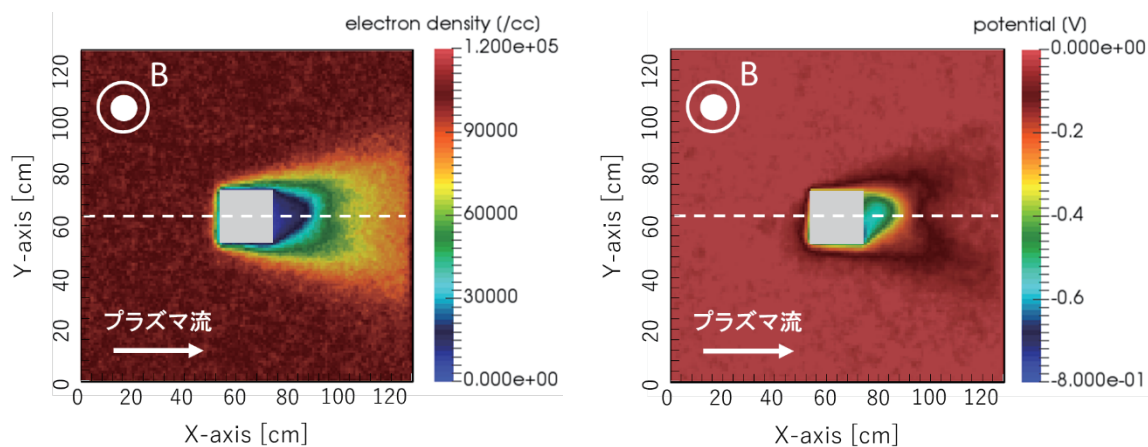 electron density (/cc)
1.200e+05
90000
60000
30000
0.000e+00
B
プラズマ流
Y-axis [cm]
120
100
80
60
40
20
0
0 20 40 60 80 100 120
X-axis [cm]
potential (V)
0.000e+00
-0.2
-0.4
-0.6
-8.000e-01
B
プラズマ流
Y-axis [cm]
120
100
80
60
40
20
0
0 20 40 60 80 100 120
X-axis [cm]